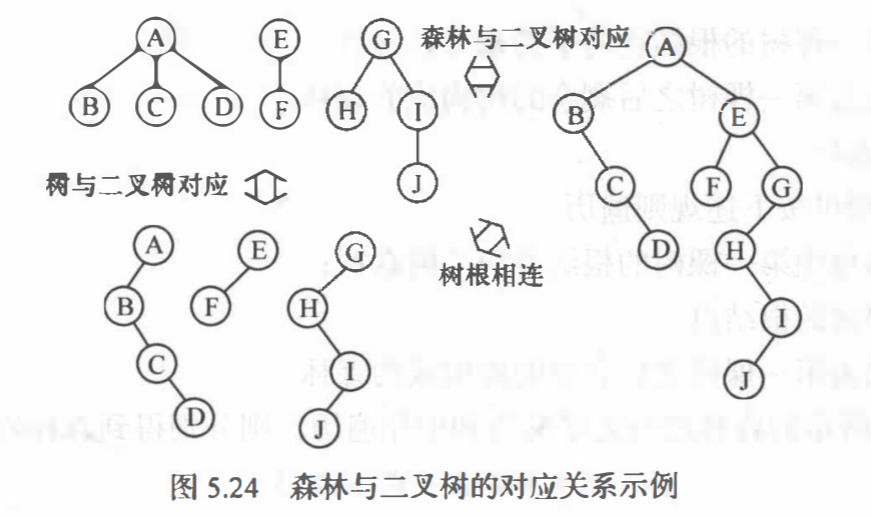 A E G 森林与二叉树对应 A
B C D F H I B E
J C F G
树与二叉树对应
D H
A E G 树根相连
B F H I
C I J
D J
图 5.24 森林与二叉树的对应关系示例